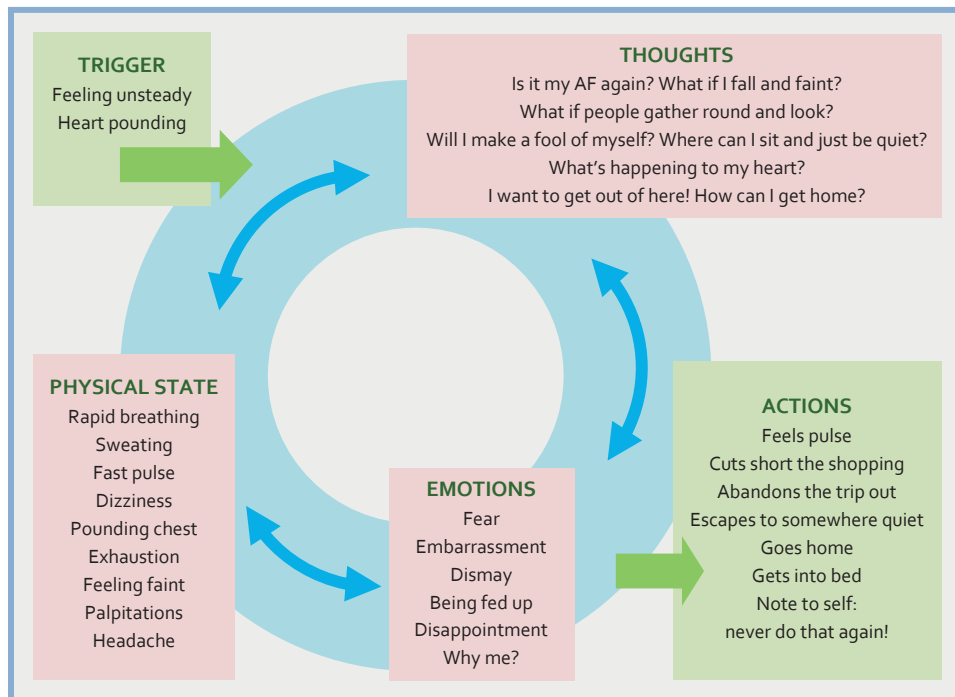 TRIGGER
Feeling unsteady
Heart pounding
THOUGHTS
Is it my AF again? What if I fall and faint?
What if people gather round and look?
Will I make a fool of myself? Where can I sit and just be quiet?
What’s happening to my heart?
I want to get out of here! How can I get home?
PHYSICAL STATE
Rapid breathing
Sweating
Fast pulse
Dizziness
Pounding chest
Exhaustion
Feeling faint
Palpitations
Headache
EMOTIONS
Fear
Embarrassment
Dismay
Being fed up
Disappointment
Why me?
ACTIONS
Feels pulse
Cuts short the shopping
Abandons the trip out
Escapes to somewhere quiet
Goes home
Gets into bed
Note to self:
never do that again!